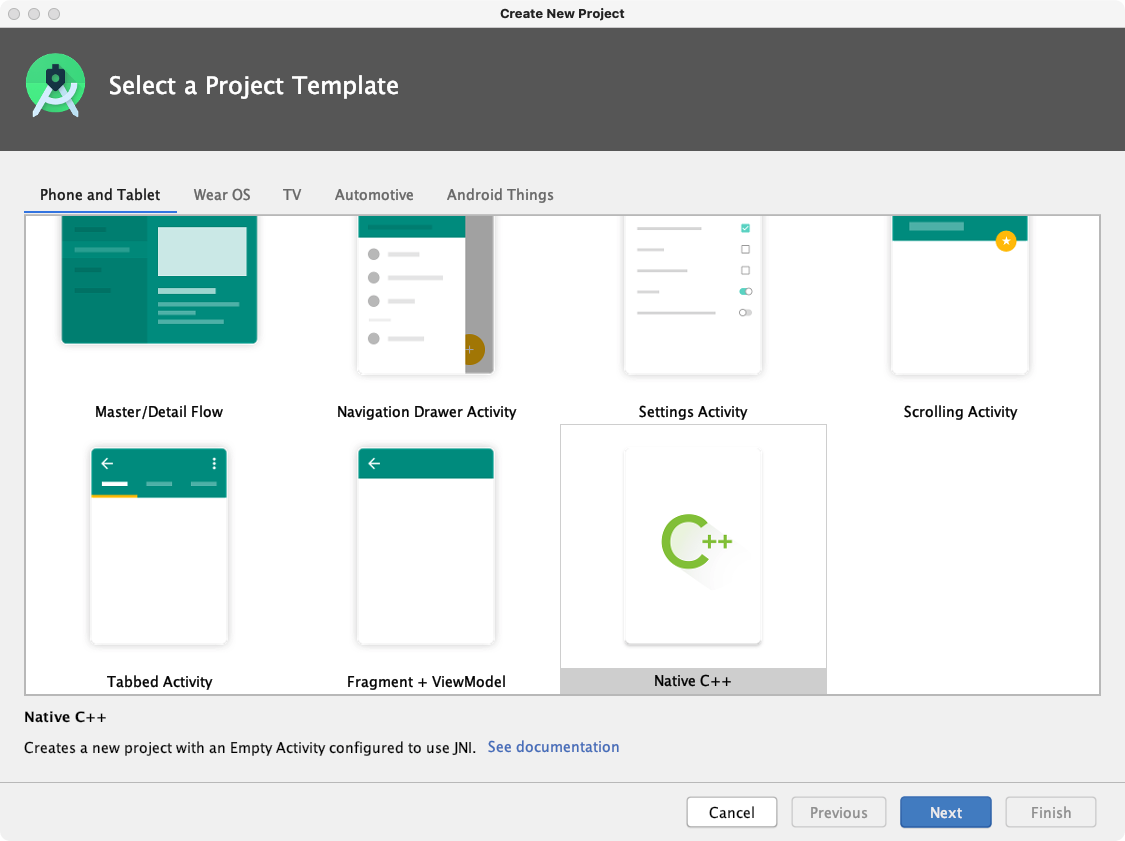 Create New Project
Select a Project Template
Phone and Tablet Wear OS TV Automotive Android Things
Master/Detail Flow Navigation Drawer Activity Settings Activity Scrolling Activity
C++
Tabbed Activity Fragment + ViewModel Native C++
Native C++
Creates a new project with an Empty Activity configured to use JNI. See documentation
Cancel Previous Next Finish